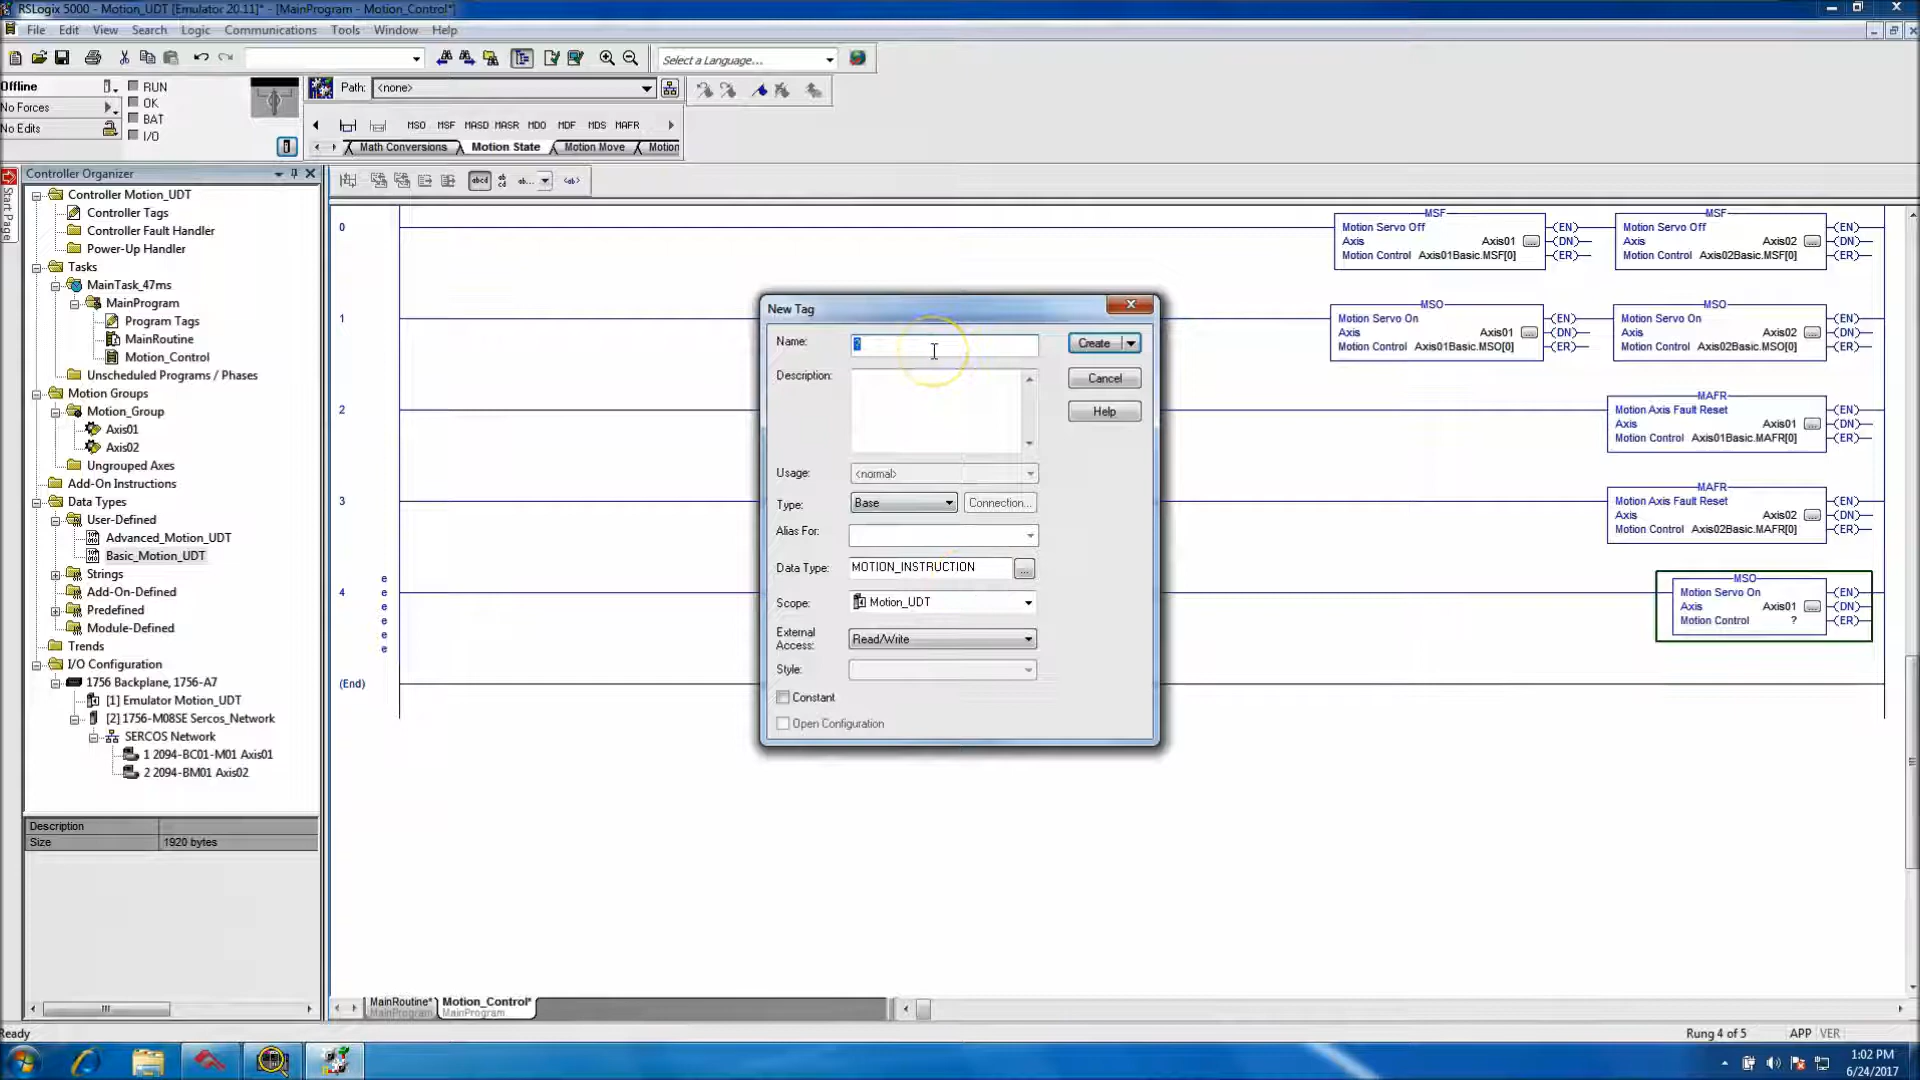 RSLogix 5000 - Motion_UDT [Emulator 20.11]* - [MainProgram - Motion_Control*]
File Edit View Search Logic Communications Tools Window Help
Select a Language...
Offline RUN
No Forces OK
No Edits BAT
I/O
Path: <none>
MSO MSF MASD MASR MDO MDF MDS MAFR
Math Conversions Motion State Motion Move Motion
Start Page
Controller Organizer
Controller Motion_UDT
Controller Tags
Controller Fault Handler
Power-Up Handler
Tasks
MainTask_47ms
MainProgram
Program Tags
MainRoutine
Motion_Control
Unscheduled Programs / Phases
Motion Groups
Motion_Group
Axis01
Axis02
Ungrouped Axes
Add-On Instructions
Data Types
User-Defined
Advanced_Motion_UDT
Basic_Motion_UDT
Strings
Add-On-Defined
Predefined
Module-Defined
Trends
I/O Configuration
1756 Backplane, 1756-A7
[1] Emulator Motion_UDT
[2] 1756-M08SE Sercos_Network
SERCOS Network
1 2094-BC01-M01 Axis01
2 2094-BM01 Axis02
Description
Size 1920 bytes
abcd ab cd ab... <ab>
0
MSF
Motion Servo Off (EN)
Axis Axis01 ... (DN)
Motion Control Axis01Basic.MSF[0] (ER)
MSF
Motion Servo Off (EN)
Axis Axis02 ... (DN)
Motion Control Axis02Basic.MSF[0] (ER)
1
MSO
Motion Servo On (EN)
Axis Axis01 ... (DN)
Motion Control Axis01Basic.MSO[0] (ER)
MSO
Motion Servo On (EN)
Axis Axis02 ... (DN)
Motion Control Axis02Basic.MSO[0] (ER)
2
MAFR
Motion Axis Fault Reset (EN)
Axis Axis01 ... (DN)
Motion Control Axis01Basic.MAFR[0] (ER)
3
MAFR
Motion Axis Fault Reset (EN)
Axis Axis02 ... (DN)
Motion Control Axis02Basic.MAFR[0] (ER)
4
e
e
e
e
e
e
MSO
Motion Servo On (EN)
Axis Axis01 ... (DN)
Motion Control ? (ER)
(End)
New Tag
Name: ? Create
Description: Cancel
Help
Usage: <normal>
Type: Base Connection...
Alias For:
Data Type: MOTION_INSTRUCTION ...
Scope: Motion_UDT
External Access: Read/Write
Style:
Constant
Open Configuration
MainRoutine* Motion_Control*
MainProgram MainProgram
Ready
Rung 4 of 5 APP VER
1:02 PM
6/24/2017